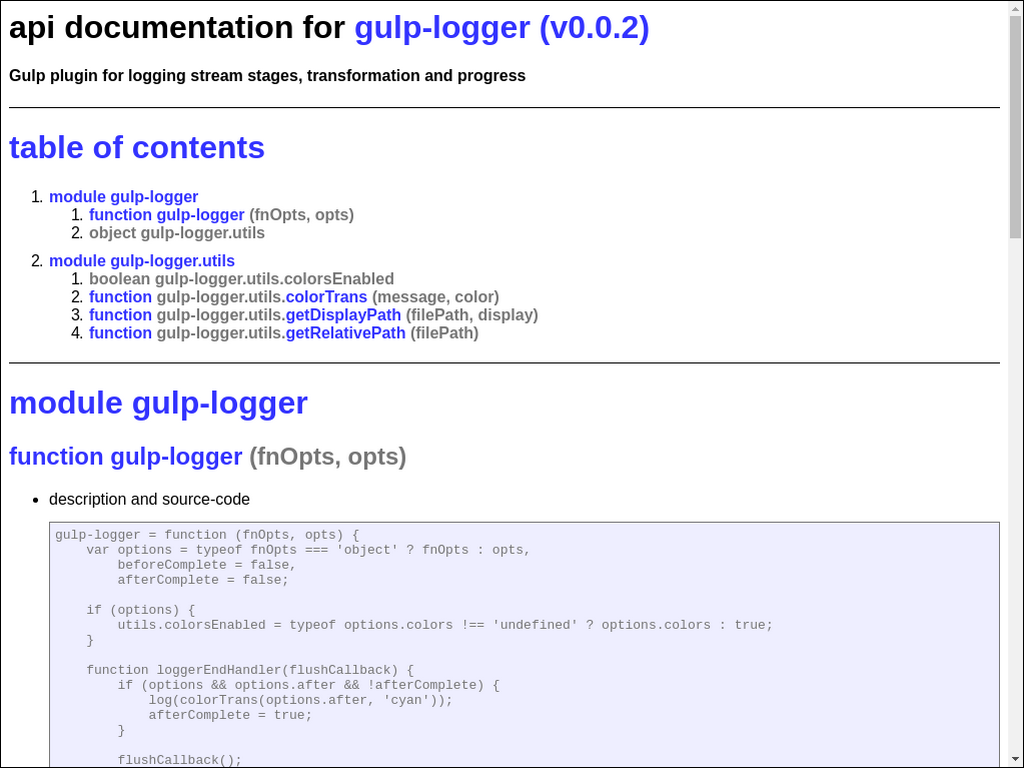 api documentation for gulp-logger (v0.0.2)
Gulp plugin for logging stream stages, transformation and progress
table of contents
1. module gulp-logger
1. function gulp-logger (fnOpts, opts)
2. object gulp-logger.utils
2. module gulp-logger.utils
1. boolean gulp-logger.utils.colorsEnabled
2. function gulp-logger.utils.colorTrans (message, color)
3. function gulp-logger.utils.getDisplayPath (filePath, display)
4. function gulp-logger.utils.getRelativePath (filePath)
module gulp-logger
function gulp-logger (fnOpts, opts)
• description and source-code
gulp-logger = function (fnOpts, opts) {
    var options = typeof fnOpts === 'object' ? fnOpts : opts,
        beforeComplete = false,
        afterComplete = false;
    if (options) {
        utils.colorsEnabled = typeof options.colors !== 'undefined' ? options.colors : true;
    }
    function loggerEndHandler(flushCallback) {
        if (options && options.after && !afterComplete) {
            log(colorTrans(options.after, 'cyan'));
            afterComplete = true;
        }
        flushCallback();